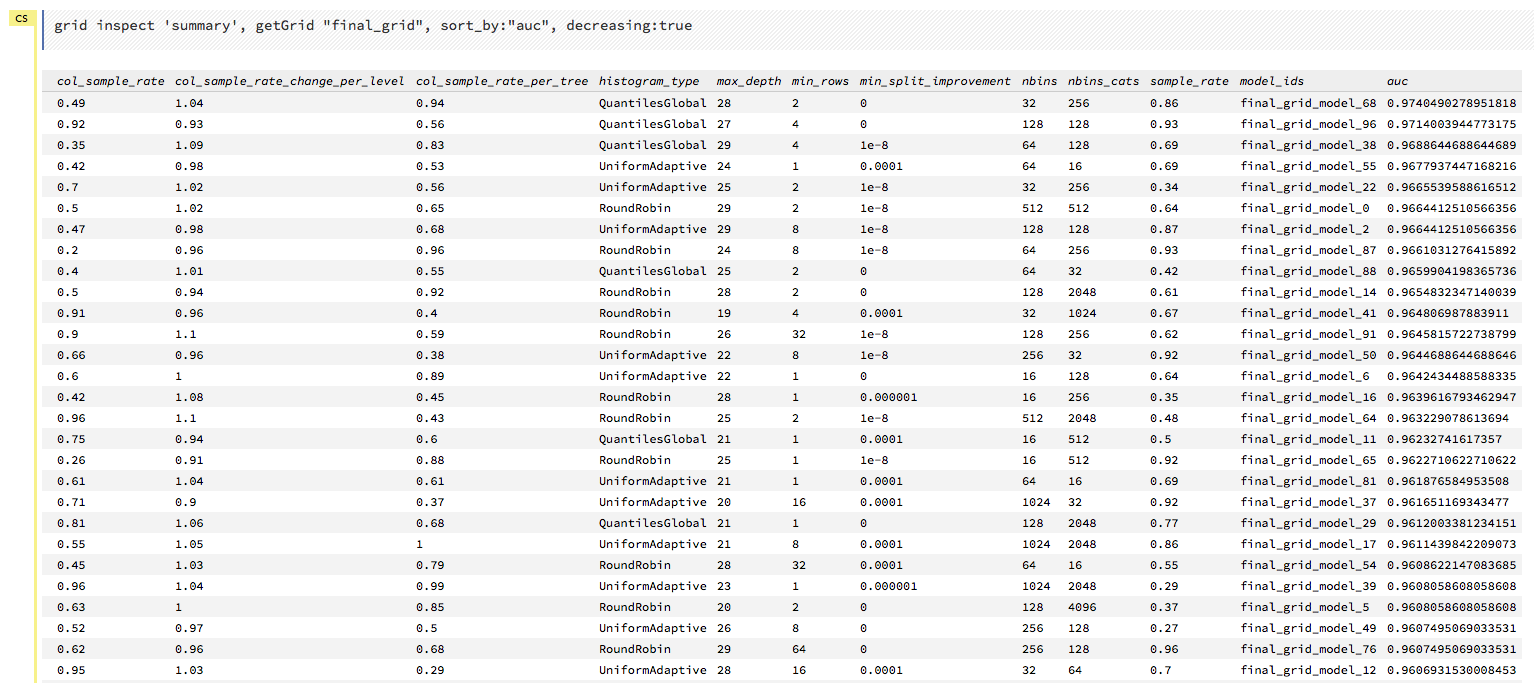 CS
grid inspect 'summary', getGrid "final_grid", sort_by:"auc", decreasing:true
col_sample_rate col_sample_rate_change_per_level col_sample_rate_per_tree histogram_type max_depth min_rows min_split_improvement nbins nbins_cats sample_rate model_ids auc
0.49 1.04 0.94 QuantilesGlobal 28 2 0 32 256 0.86 final_grid_model_68 0.9740490278951818
0.92 0.93 0.56 QuantilesGlobal 27 4 0 128 128 0.93 final_grid_model_96 0.9714003944773175
0.35 1.09 0.83 QuantilesGlobal 29 4 1e-8 64 128 0.69 final_grid_model_38 0.9688644688644689
0.42 0.98 0.53 UniformAdaptive 24 1 0.0001 64 16 0.69 final_grid_model_55 0.9677937447168216
0.7 1.02 0.56 UniformAdaptive 25 2 1e-8 32 256 0.34 final_grid_model_22 0.9665539588616512
0.5 1.02 0.65 RoundRobin 29 2 1e-8 512 512 0.64 final_grid_model_0 0.9664412510566356
0.47 0.98 0.68 UniformAdaptive 29 8 1e-8 128 128 0.87 final_grid_model_2 0.9664412510566356
0.2 0.96 0.96 RoundRobin 24 8 1e-8 64 256 0.93 final_grid_model_87 0.9661031276415892
0.4 1.01 0.55 QuantilesGlobal 25 2 0 64 32 0.42 final_grid_model_88 0.9659904198365736
0.5 0.94 0.92 RoundRobin 28 2 0 128 2048 0.61 final_grid_model_14 0.9654832347140039
0.91 0.96 0.4 RoundRobin 19 4 0.0001 32 1024 0.67 final_grid_model_41 0.964806987883911
0.9 1.1 0.59 RoundRobin 26 32 1e-8 128 256 0.62 final_grid_model_91 0.9645815722738799
0.66 0.96 0.38 UniformAdaptive 22 8 1e-8 256 32 0.92 final_grid_model_50 0.9644688644688646
0.6 1 0.89 UniformAdaptive 22 1 0 16 128 0.64 final_grid_model_6 0.9642434488588335
0.42 1.08 0.45 RoundRobin 28 1 0.000001 16 256 0.35 final_grid_model_16 0.9639616793462947
0.96 1.1 0.43 RoundRobin 25 2 1e-8 512 2048 0.48 final_grid_model_64 0.963229078613694
0.75 0.94 0.6 QuantilesGlobal 21 1 0.0001 16 512 0.5 final_grid_model_11 0.96232741617357
0.26 0.91 0.88 RoundRobin 25 1 1e-8 16 512 0.92 final_grid_model_65 0.9622710622710622
0.61 1.04 0.61 UniformAdaptive 21 1 0.0001 64 16 0.69 final_grid_model_81 0.961876584953508
0.71 0.9 0.37 UniformAdaptive 20 16 0.0001 1024 32 0.92 final_grid_model_37 0.961651169343477
0.81 1.06 0.68 QuantilesGlobal 21 1 0 128 2048 0.77 final_grid_model_29 0.9612003381234151
0.55 1.05 1 UniformAdaptive 21 8 0.0001 1024 2048 0.86 final_grid_model_17 0.9611439842209073
0.45 1.03 0.79 RoundRobin 28 32 0.0001 64 16 0.55 final_grid_model_54 0.9608622147083685
0.96 1.04 0.99 UniformAdaptive 23 1 0.000001 1024 2048 0.29 final_grid_model_39 0.9608058608058608
0.63 1 0.85 RoundRobin 20 2 0 128 4096 0.37 final_grid_model_5 0.9608058608058608
0.52 0.97 0.5 UniformAdaptive 26 8 0 256 128 0.27 final_grid_model_49 0.9607495069033531
0.62 0.96 0.68 RoundRobin 29 64 0 256 128 0.96 final_grid_model_76 0.9607495069033531
0.95 1.03 0.29 UniformAdaptive 28 16 0.0001 32 64 0.7 final_grid_model_12 0.9606931530008453